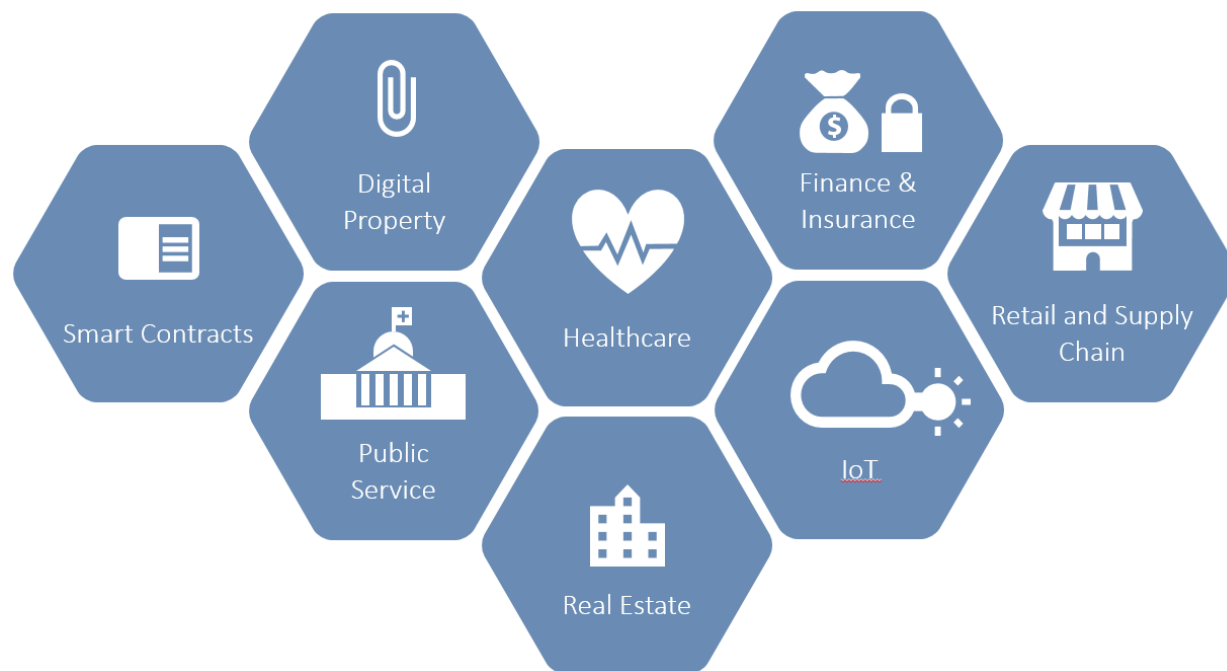 Digital
Property
Finance &
Insurance
$
Smart Contracts
Healthcare
Retail and Supply
Chain
Public
Service
IoT
Real Estate